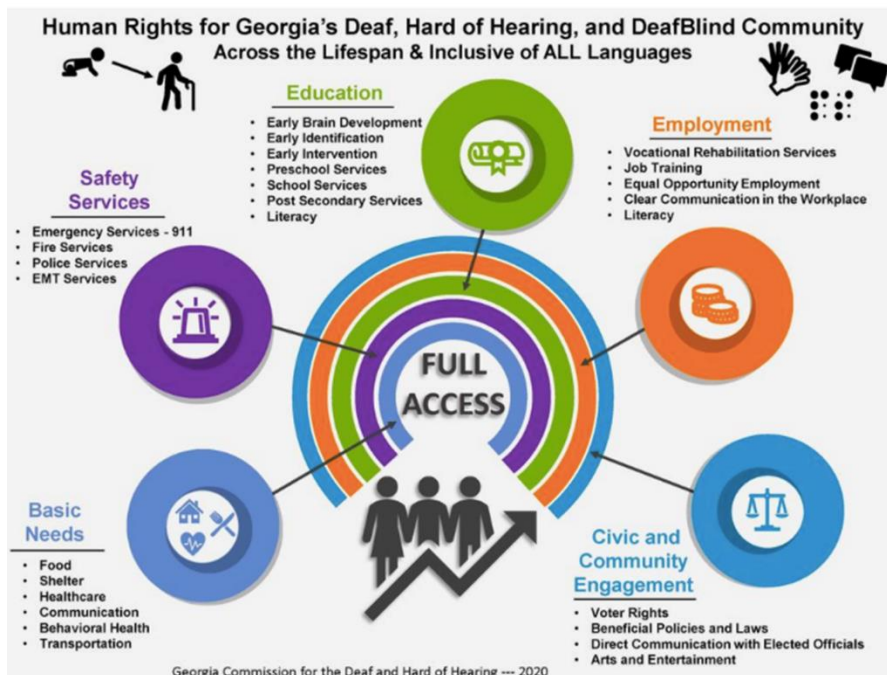 Human Rights for Georgia's Deaf, Hard of Hearing, and DeafBlind Community
Across the Lifespan & Inclusive of ALL Languages
Education
• Early Brain Development
• Early Identification
• Early Intervention
• Preschool Services
• School Services
• Post Secondary Services
• Literacy
Employment
• Vocational Rehabilitation Services
• Job Training
• Equal Opportunity Employment
• Clear Communication in the Workplace
• Literacy
Safety
Services
• Emergency Services - 911
• Fire Services
• Police Services
• EMT Services
FULL
ACCESS
Basic
Needs
• Food
• Shelter
• Healthcare
• Communication
• Behavioral Health
• Transportation
Civic and
Community
Engagement
• Voter Rights
• Beneficial Policies and Laws
• Direct Communication with Elected Officials
• Arts and Entertainment
Georgia Commission for the Deaf and Hard of Hearing --- 2020